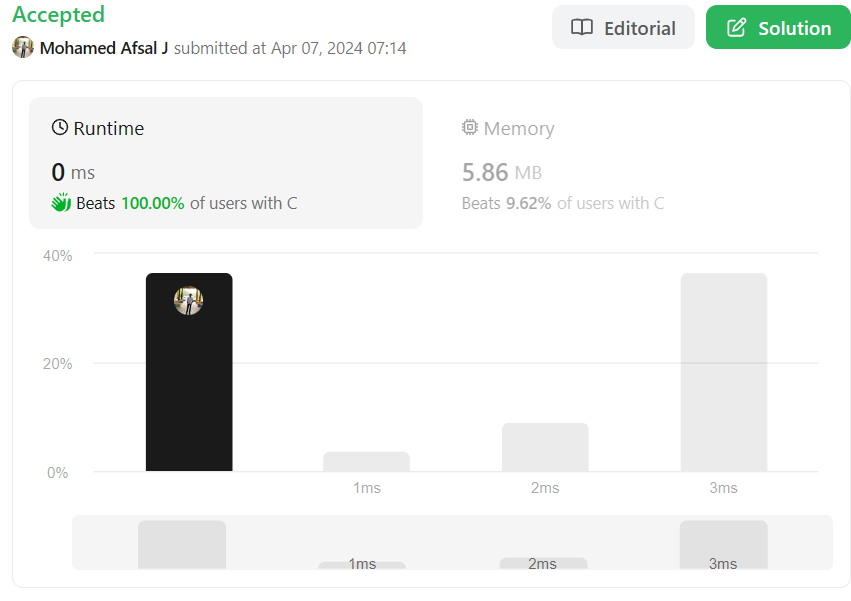 Accepted
Mohamed Afsal J submitted at Apr 07, 2024 07:14
Editorial
Solution
Runtime
0 ms
Beats 100.00% of users with C
Memory
5.86 MB
Beats 9.62% of users with C
40%
20%
0%
1ms 2ms 3ms
1ms 2ms 3ms